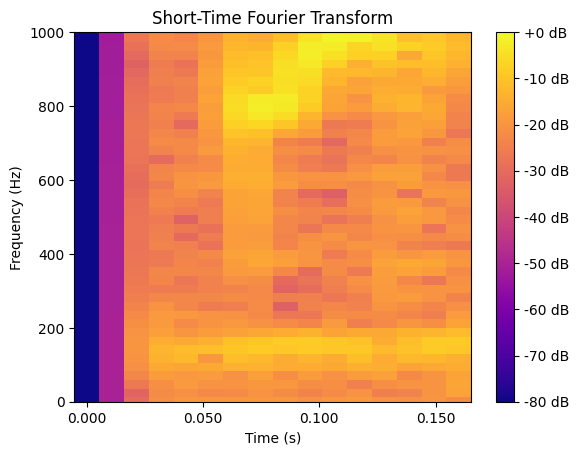 Short-Time Fourier Transform
1000
800
600
400
200
0
Frequency (Hz)
0.000
0.050
0.100
0.150
Time (s)
+0 dB
-10 dB
-20 dB
-30 dB
-40 dB
-50 dB
-60 dB
-70 dB
-80 dB